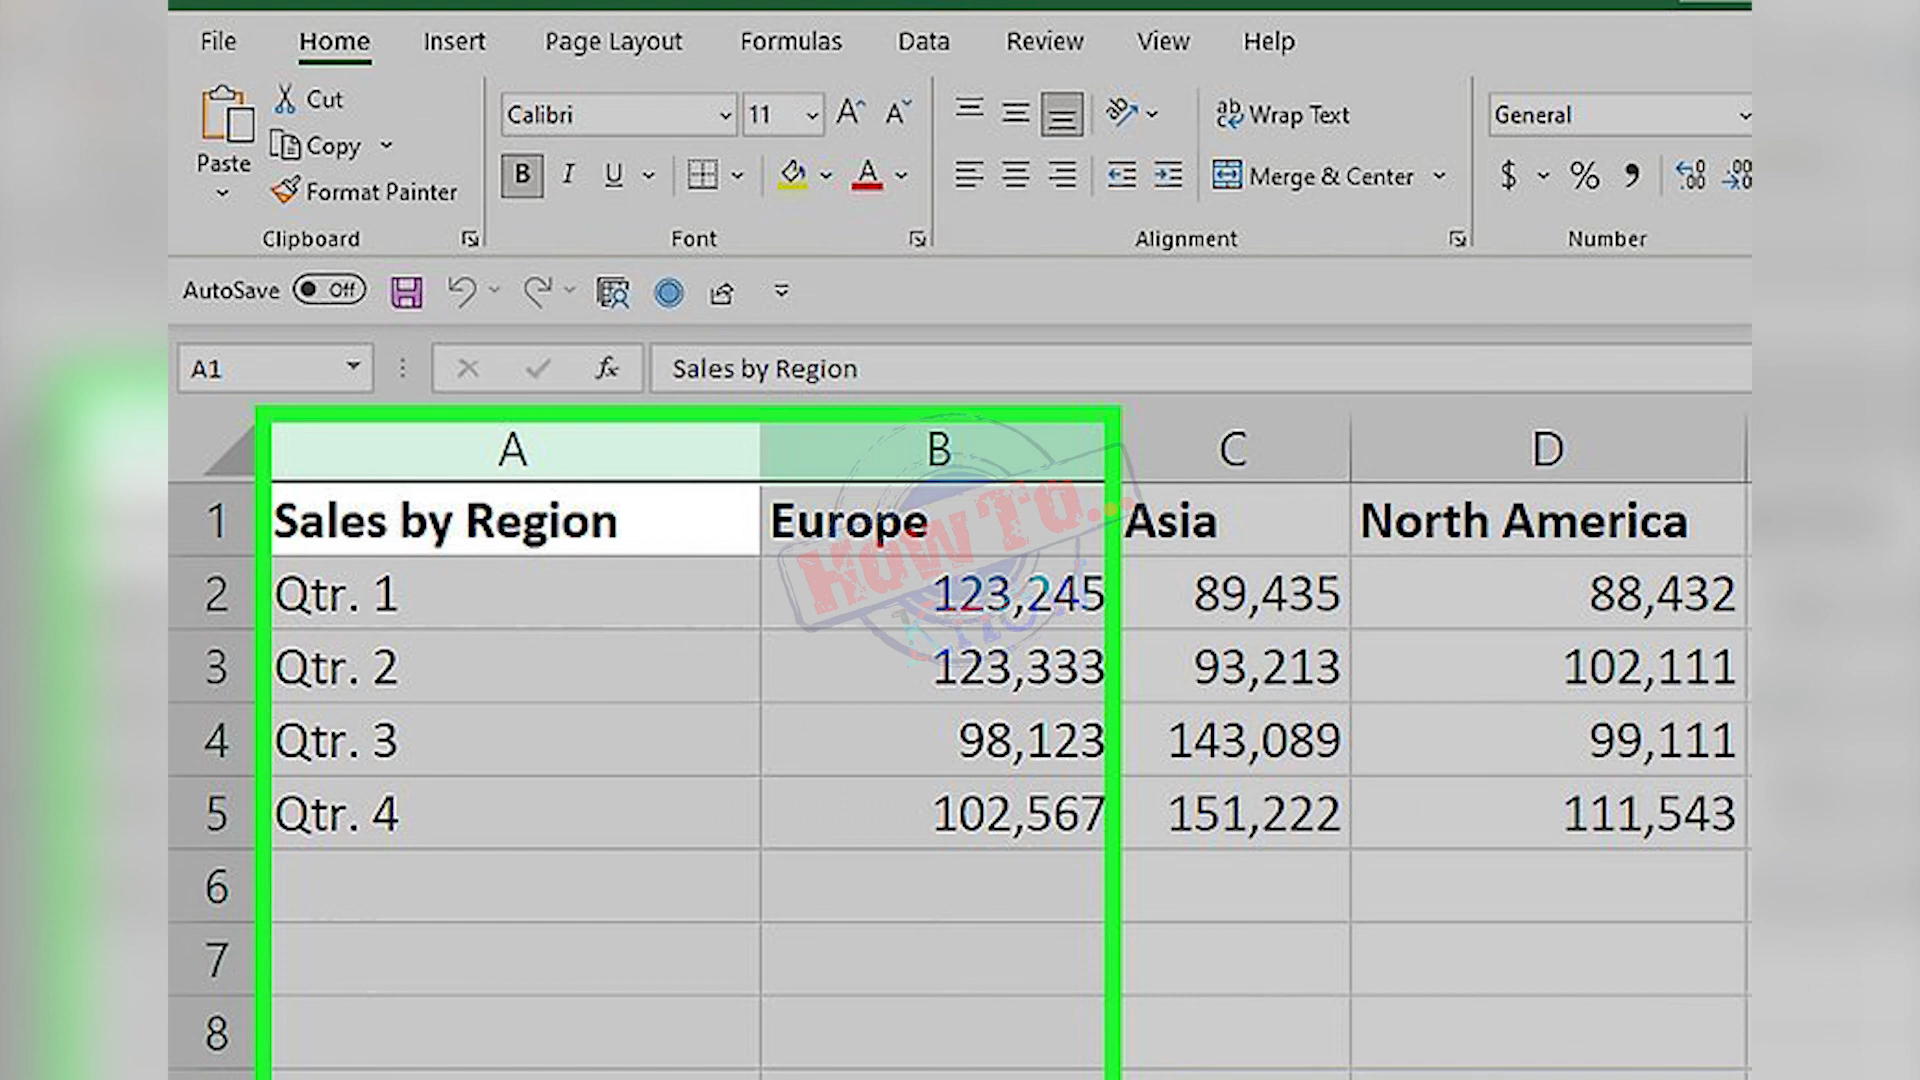 File Home Insert Page Layout Formulas Data Review View Help
Cut
Copy
Paste
Format Painter
Clipboard
Calibri 11
B I U
Font
ab Wrap Text
Merge & Center
Alignment
General
$ % ,
Number
AutoSave Off
A1 fx Sales by Region
A B C D
1 Sales by Region Europe Asia North America
2 Qtr. 1 123,245 89,435 88,432
3 Qtr. 2 123,333 93,213 102,111
4 Qtr. 3 98,123 143,089 99,111
5 Qtr. 4 102,567 151,222 111,543
6
7
8
HowTo...